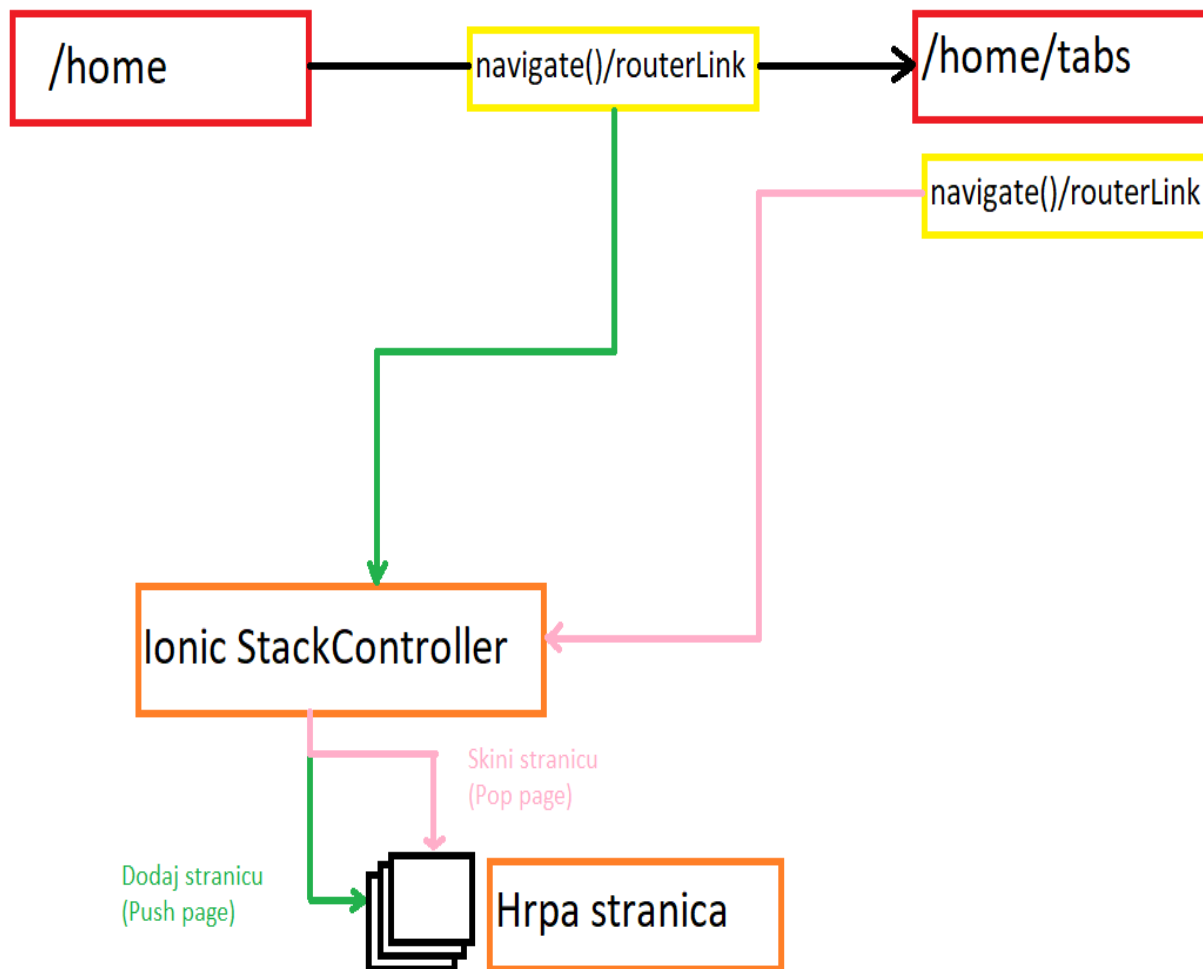 /home
navigate()/routerLink
/home/tabs
navigate()/routerLink
Ionic StackController
Skini stranicu
(Pop page)
Dodaj stranicu
(Push page)
Hrpa stranica